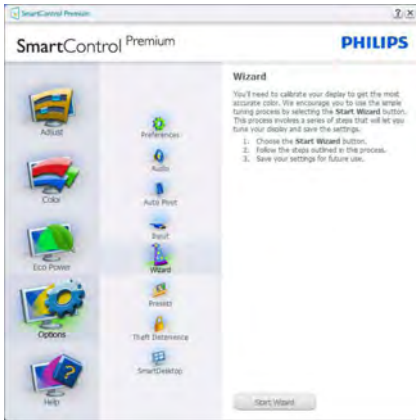 SmartControl Premium
SmartControl Premium
PHILIPS
Adjust
Color
Eco Power
Options
Help
Preferences
Audio
Auto Pivot
Input
Wizard
Presets
Theft Deterrence
SmartDesktop
Wizard
You'll need to calibrate your display to get the most
accurate color. We encourage you to use the simple
tuning process by selecting the Start Wizard button.
This process involves a series of steps that will let you
tune your display and save the settings.
1. Choose the Start Wizard button.
2. Follow the steps outlined in the process.
3. Save your settings for future use.
Start Wizard